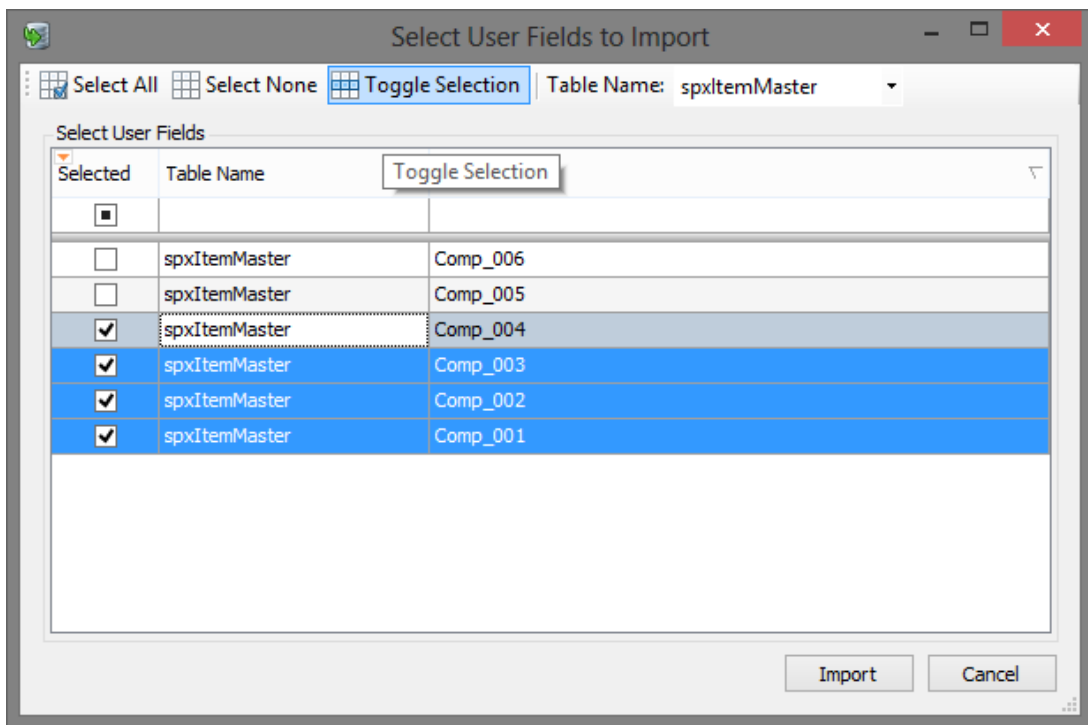 Select User Fields to Import
Select All Select None Toggle Selection Table Name: spxItemMaster
Select User Fields
Selected Table Name Toggle Selection
spxItemMaster Comp_006
spxItemMaster Comp_005
spxItemMaster Comp_004
spxItemMaster Comp_003
spxItemMaster Comp_002
spxItemMaster Comp_001
Import Cancel